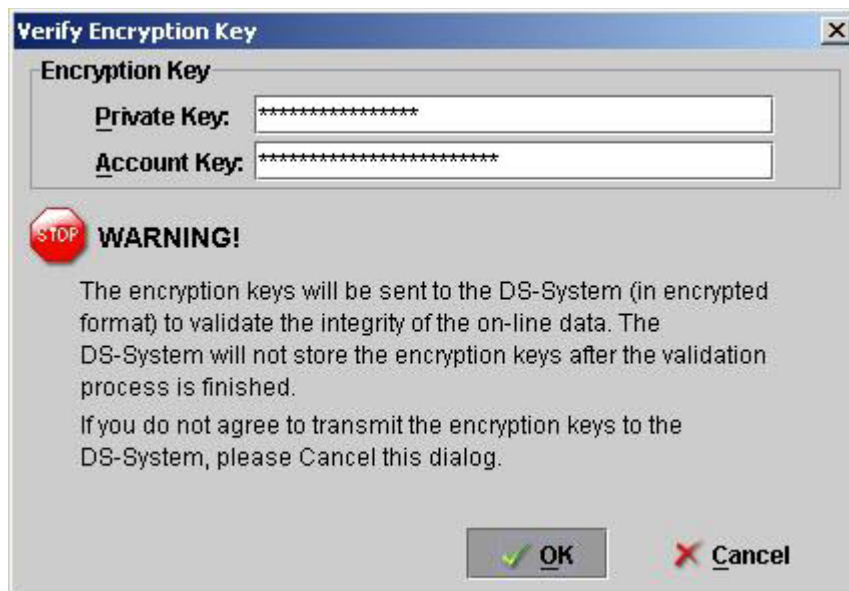 Verify Encryption Key
Encryption Key
Private Key: ****************
Account Key: ************************
STOP WARNING!
The encryption keys will be sent to the DS-System (in encrypted
format) to validate the integrity of the on-line data. The
DS-System will not store the encryption keys after the validation
process is finished.
If you do not agree to transmit the encryption keys to the
DS-System, please Cancel this dialog.
OK Cancel